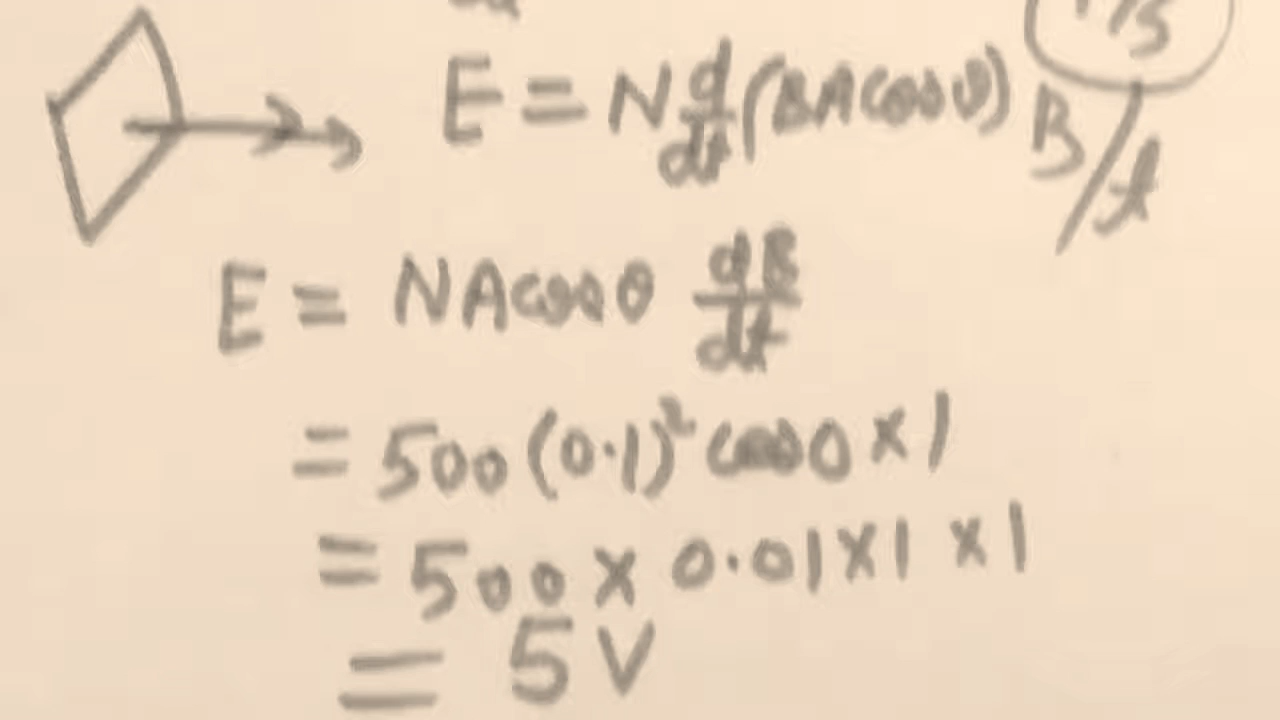 E = N d/dt (BA cos θ) B/t
E = NA cos θ dB/dt
= 500 (0.1)² cos 0 × 1
= 500 × 0.01 × 1 × 1
= 5 V